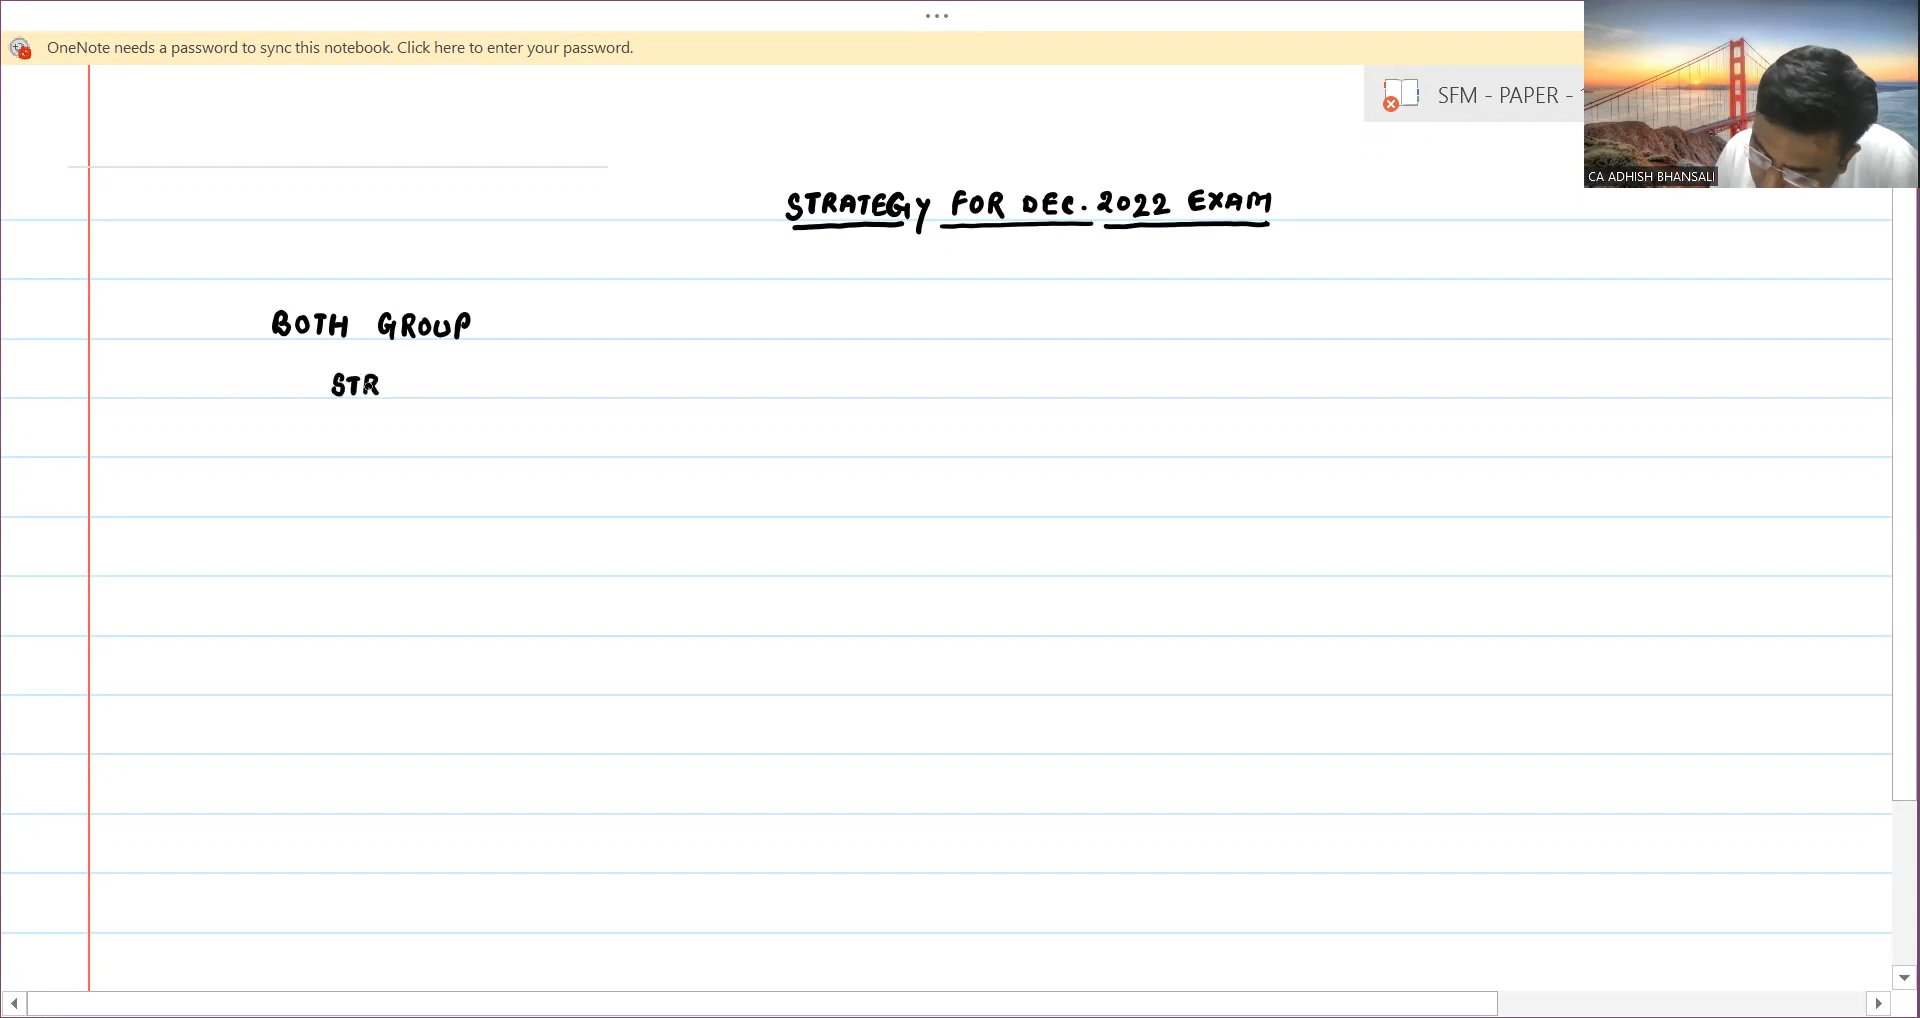 OneNote needs a password to sync this notebook. Click here to enter your password.
SFM - PAPER -
CA ADHISH BHANSALI
STRATEGY FOR DEC. 2022 EXAM
BOTH GROUP
STR